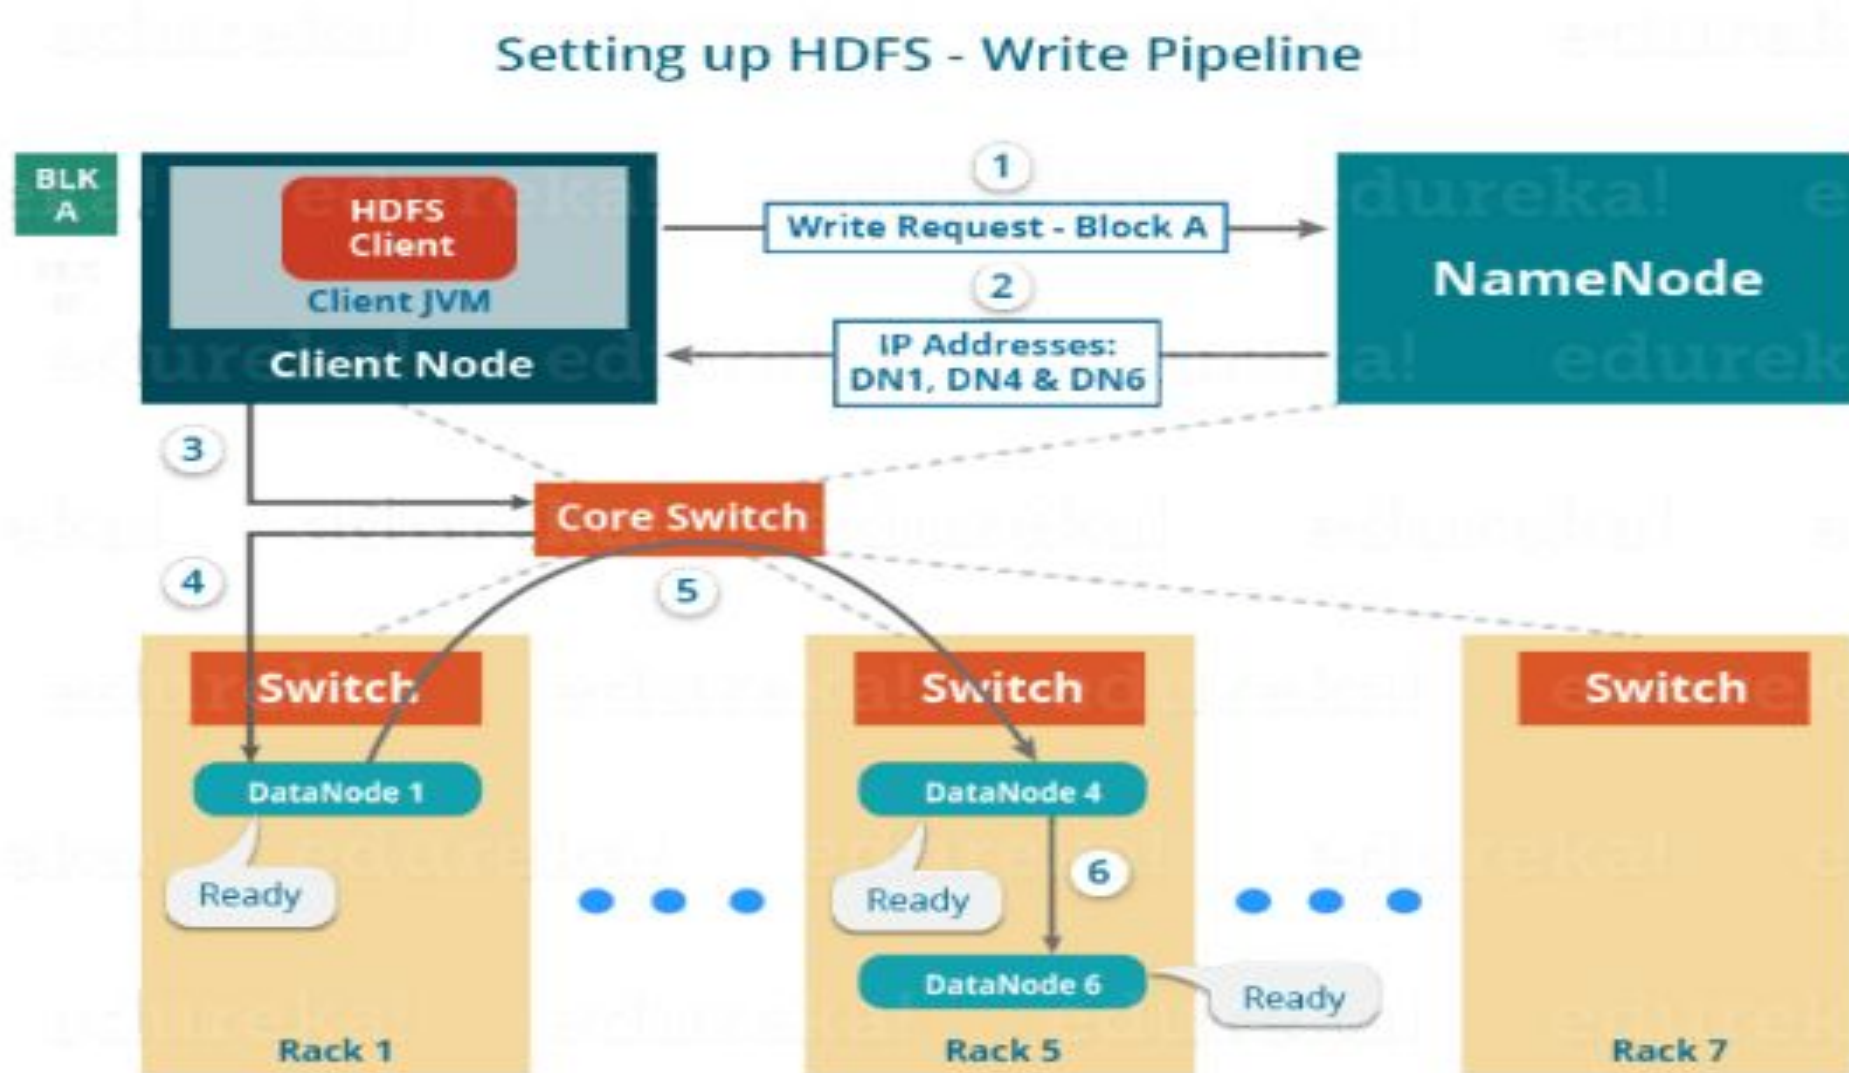 Setting up HDFS - Write Pipeline
BLK
A
HDFS
Client
Client JVM
Client Node
1
Write Request - Block A
2
IP Addresses:
DN1, DN4 & DN6
NameNode
3
Core Switch
4
5
Switch
Switch
Switch
DataNode 1
DataNode 4
Ready
Ready
6
DataNode 6
Ready
Rack 1
Rack 5
Rack 7
edureka!